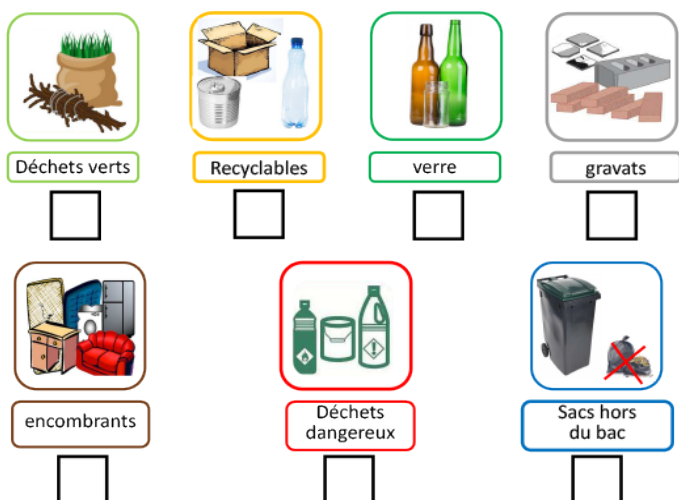 Déchets verts
Recyclables
verre
gravats
encombrants
Déchets
dangereux
Sacs hors
du bac